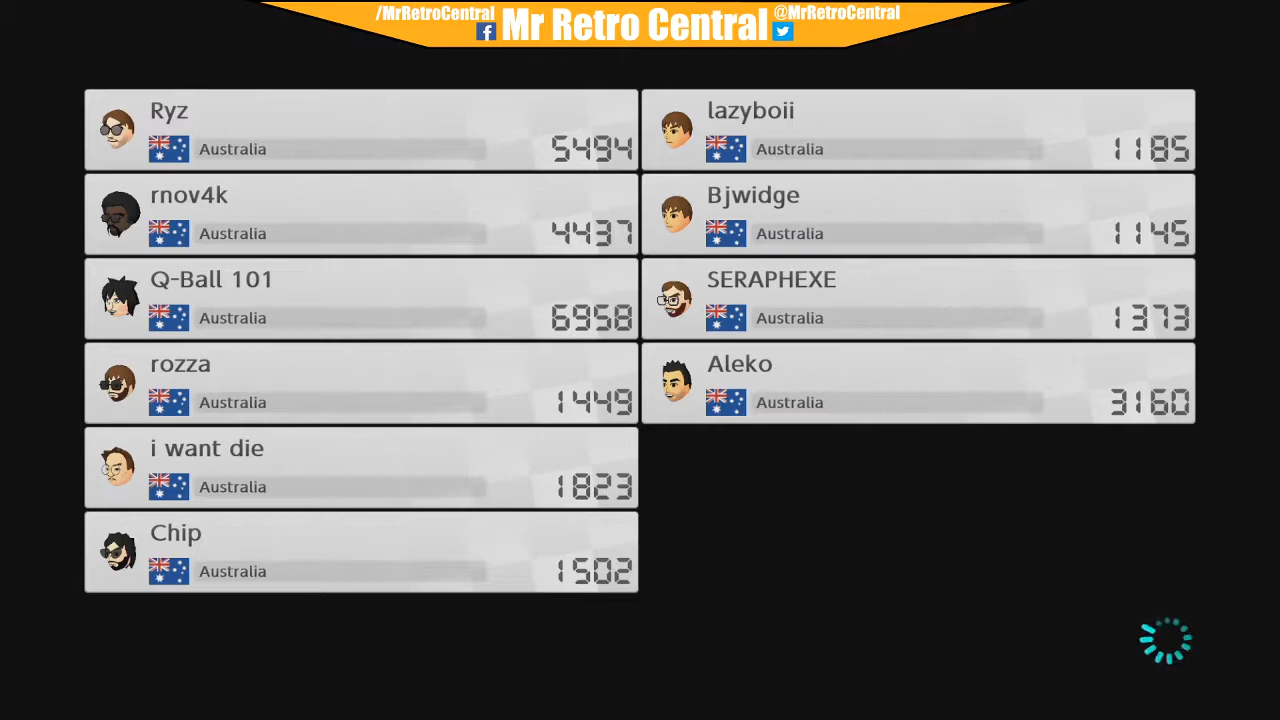 /MrRetroCentral
@MrRetroCentral
Mr Retro Central
Ryz
Australia 5494
rnov4k
Australia 4437
Q-Ball 101
Australia 6958
rozza
Australia 1449
i want die
Australia 1823
Chip
Australia 1502
lazyboii
Australia 1185
Bjwidge
Australia 1145
SERAPHEXE
Australia 1373
Aleko
Australia 3160